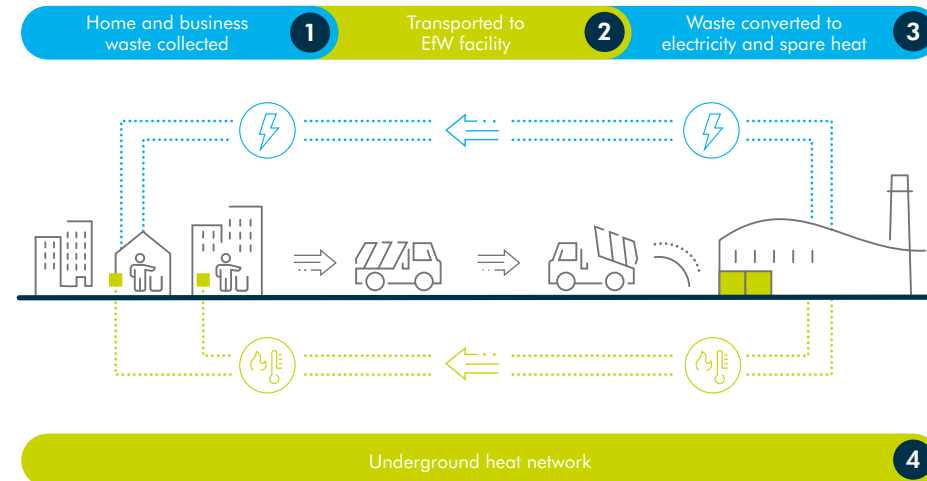 Home and business
waste collected
1
Transported to
EfW facility
2
Waste converted to
electricity and spare heat
3
Underground heat network
4